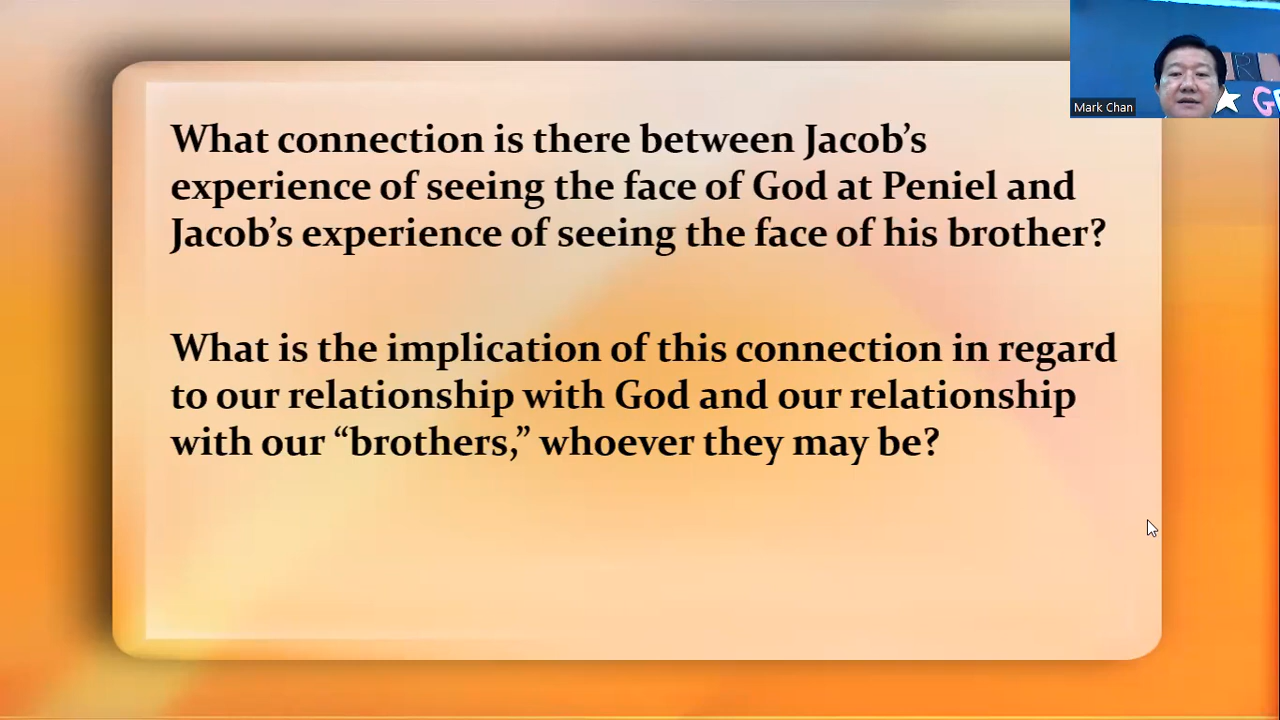 What connection is there between Jacob’s
experience of seeing the face of God at Peniel and
Jacob’s experience of seeing the face of his brother?
What is the implication of this connection in regard
to our relationship with God and our relationship
with our “brothers,” whoever they may be?
Mark Chan